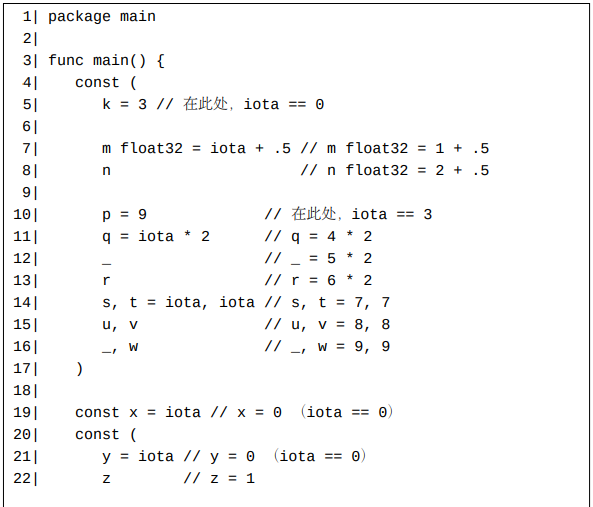 1| package main
2|
3| func main() {
4|    const (
5|       k = 3 // 在此处，iota == 0
6|
7|       m float32 = iota + .5 // m float32 = 1 + .5
8|       n                     // n float32 = 2 + .5
9|
10|       p = 9             // 在此处，iota == 3
11|       q = iota * 2      // q = 4 * 2
12|       _                 // _ = 5 * 2
13|       r                 // r = 6 * 2
14|       s, t = iota, iota // s, t = 7, 7
15|       u, v              // u, v = 8, 8
16|       _, w              // _, w = 9, 9
17|    )
18|
19|    const x = iota // x = 0 （iota == 0）
20|    const (
21|       y = iota // y = 0 （iota == 0）
22|       z        // z = 1